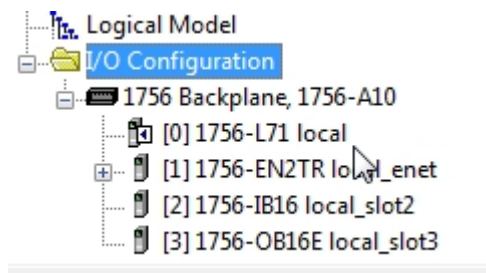 Logical Model
I/O Configuration
1756 Backplane, 1756-A10
[0] 1756-L71 local
[1] 1756-EN2TR local_enet
[2] 1756-IB16 local_slot2
[3] 1756-OB16E local_slot3